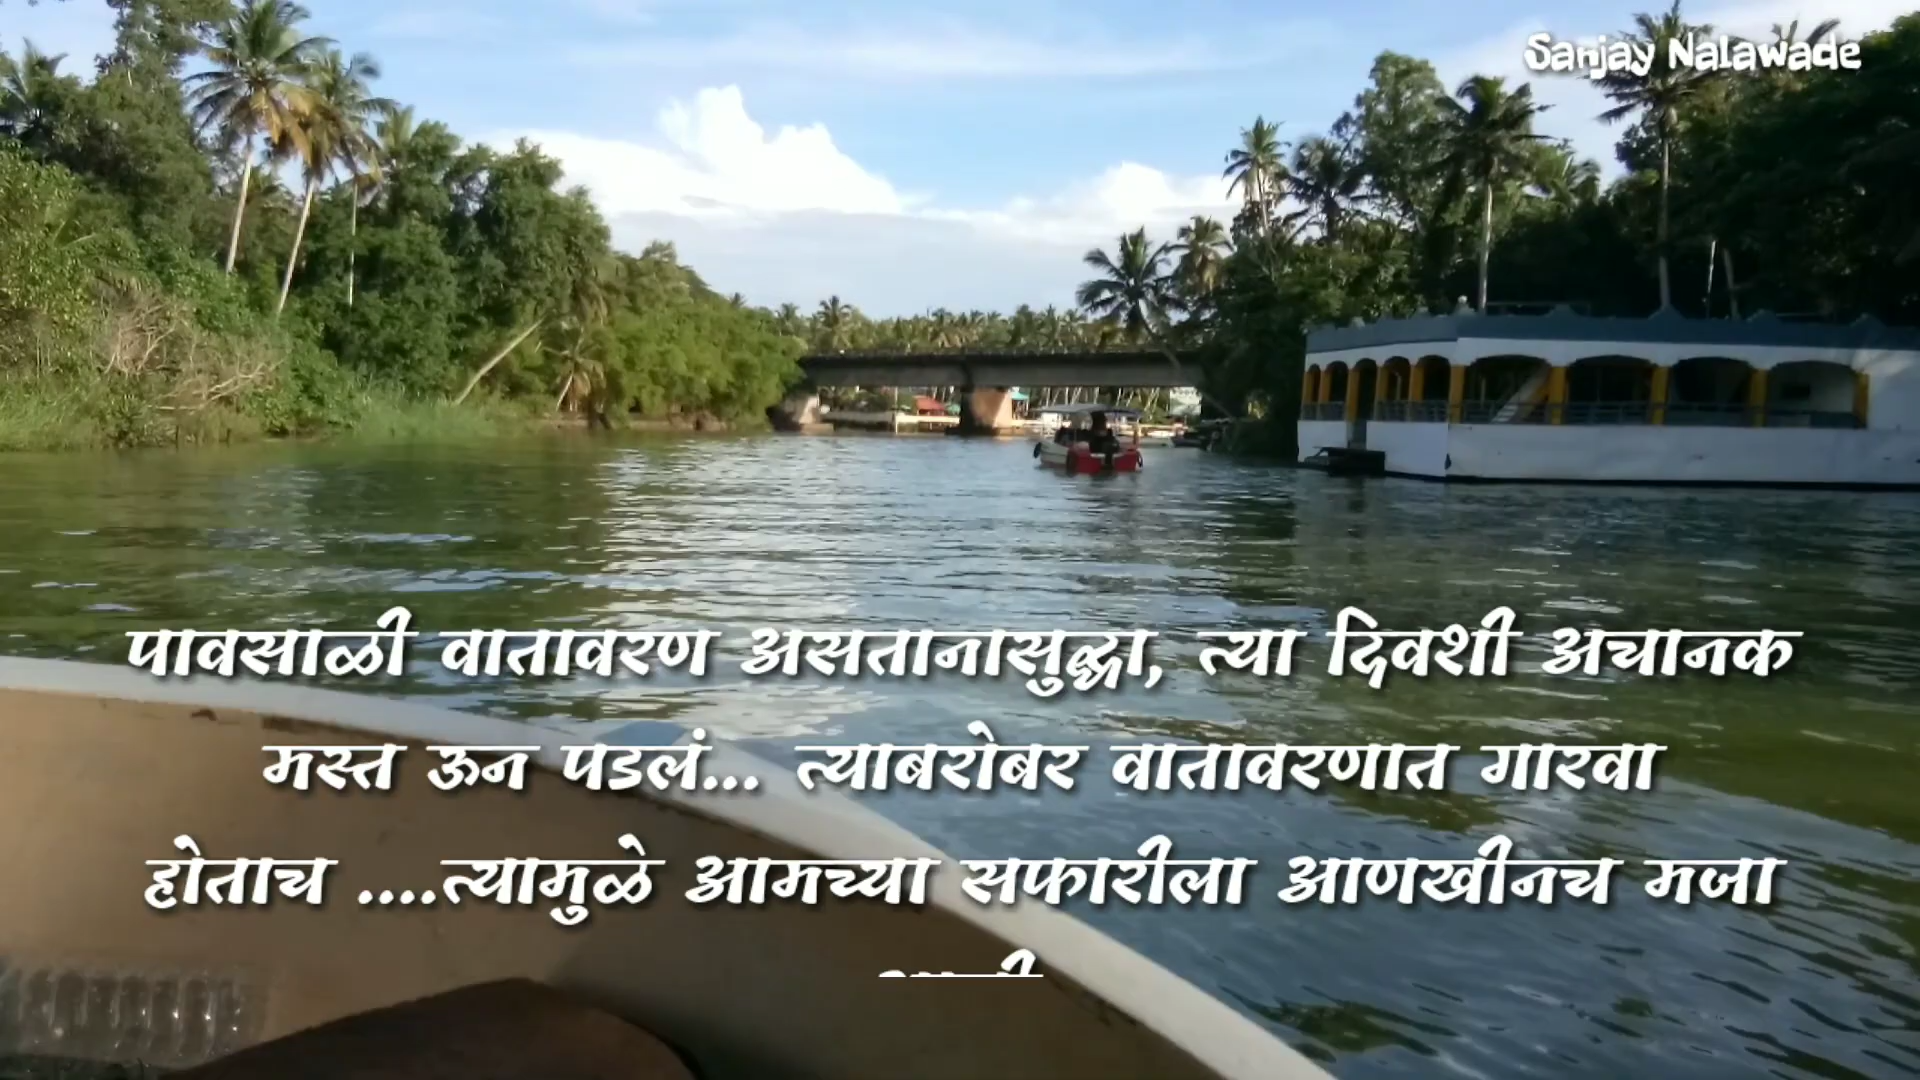 Sanjay Nalawade
पावसाळी वातावरण असतानासुद्धा, त्या दिवशी अचानक
मस्त ऊन पडलं... त्याबरोबर वातावरणात गारवा
होताच ....त्यामुळे आमच्या सफारीला आणखीनच मजा